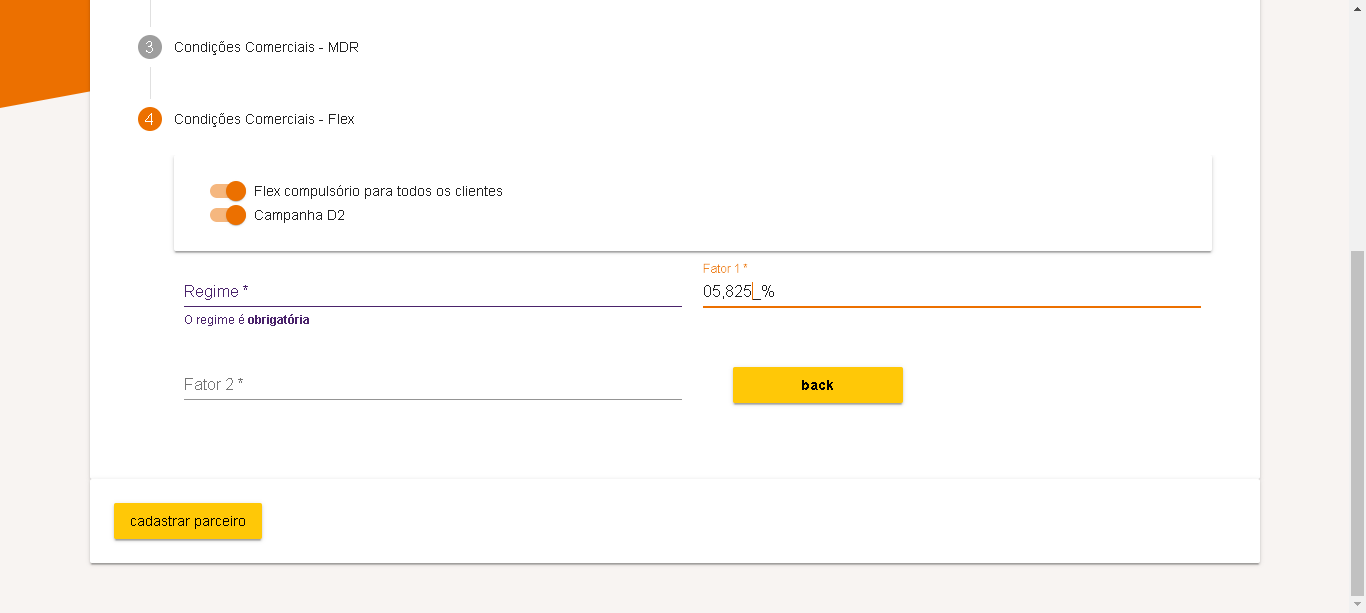 3 Condições Comerciais - MDR
4 Condições Comerciais - Flex
Flex compulsório para todos os clientes
Campanha D2
Regime *
O regime é obrigatória
Fator 1 *
05,825_%
Fator 2 *
back
cadastrar parceiro